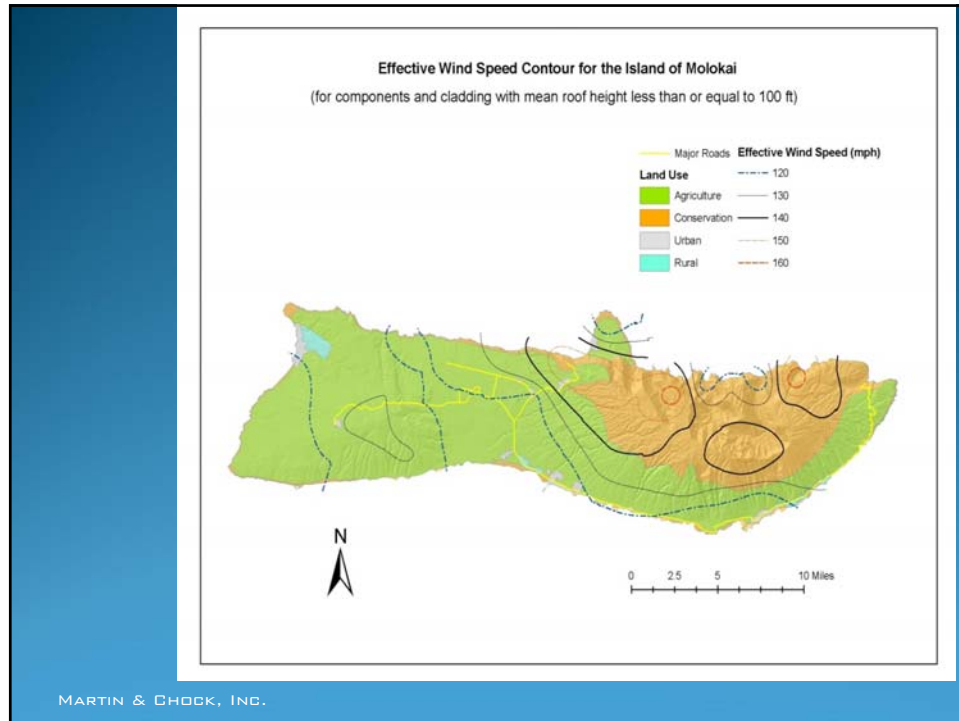 Effective Wind Speed Contour for the Island of Molokai
(for components and cladding with mean roof height less than or equal to 100 ft)
Major Roads Effective Wind Speed (mph)
Land Use 120
Agriculture 130
Conservation 140
Urban 150
Rural 160
N
0 2.5 5 10 Miles
MARTIN & CHOCK, INC.